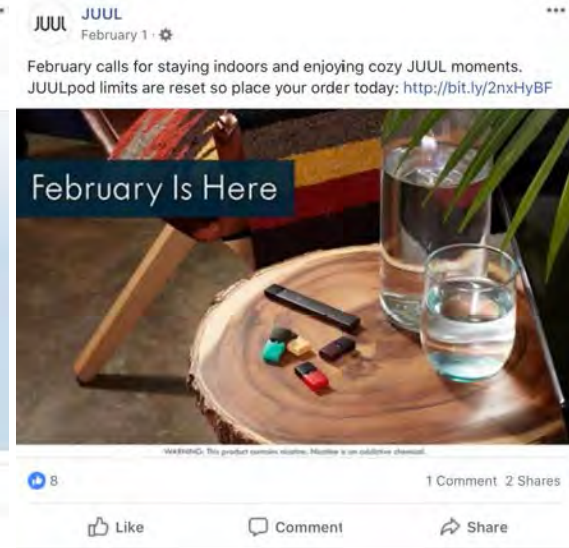 JUUL
JUUL
February 1
February calls for staying indoors and enjoying cozy JUUL moments.
JUULpod limits are reset so place your order today: http://bit.ly/2nxHyBF
February Is Here
WARNING: This product contains nicotine. Nicotine is an addictive chemical.
8
1 Comment 2 Shares
Like
Comment
Share